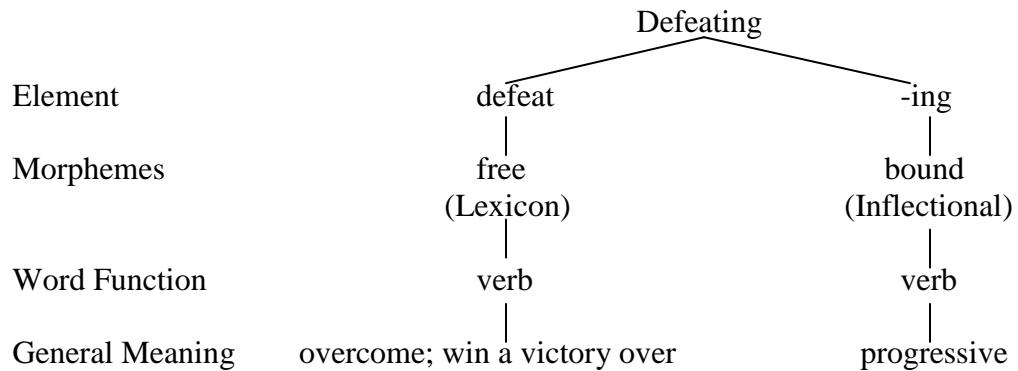 Defeating
Element defeat -ing
Morphemes free bound
(Lexicon) (Inflectional)
Word Function verb verb
General Meaning overcome; win a victory over progressive